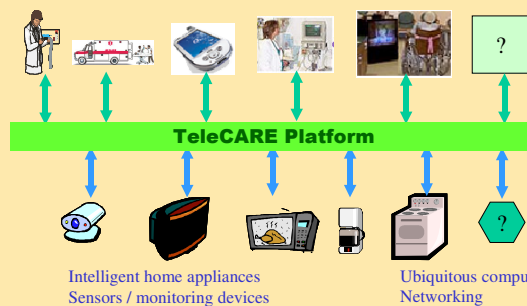 ?
TeleCARE Platform
?
Intelligent home appliances
Sensors / monitoring devices
Ubiquitous compu
Networking